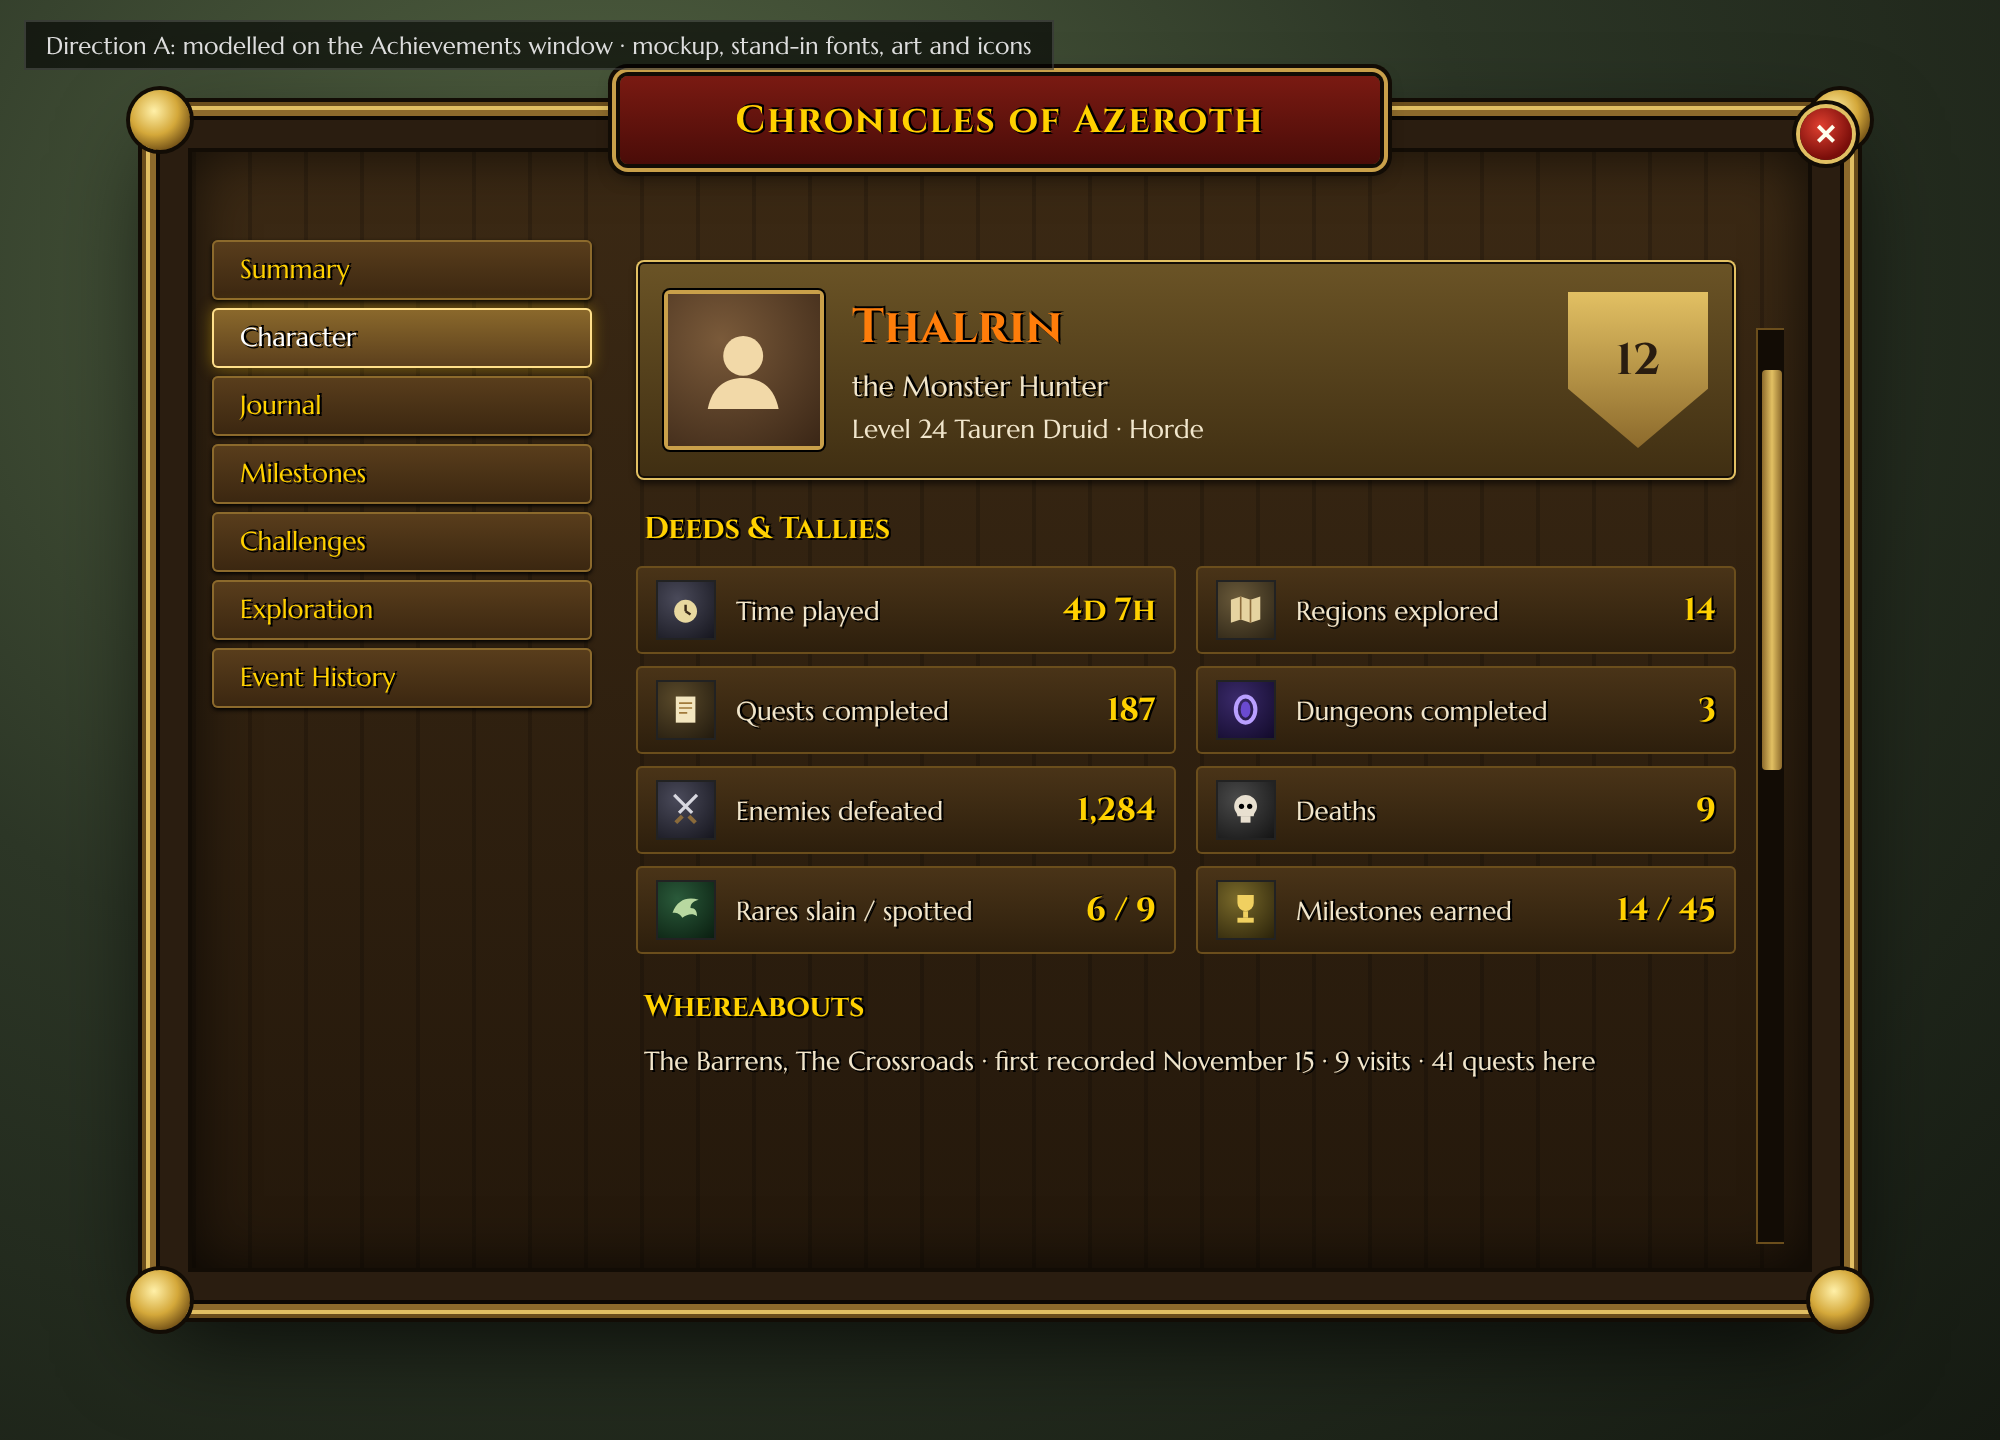 Direction A: modelled on the Achievements window · mockup, stand-in fonts, art and icons
Chronicles of Azeroth
Summary
Character
Journal
Milestones
Challenges
Exploration
Event History
Thalrin
the Monster Hunter
Level 24 Tauren Druid · Horde
12
Deeds & Tallies
Time played 4d 7h
Regions explored 14
Quests completed 187
Dungeons completed 3
Enemies defeated 1,284
Deaths 9
Rares slain / spotted 6 / 9
Milestones earned 14 / 45
Whereabouts
The Barrens, The Crossroads · first recorded November 15 · 9 visits · 41 quests here